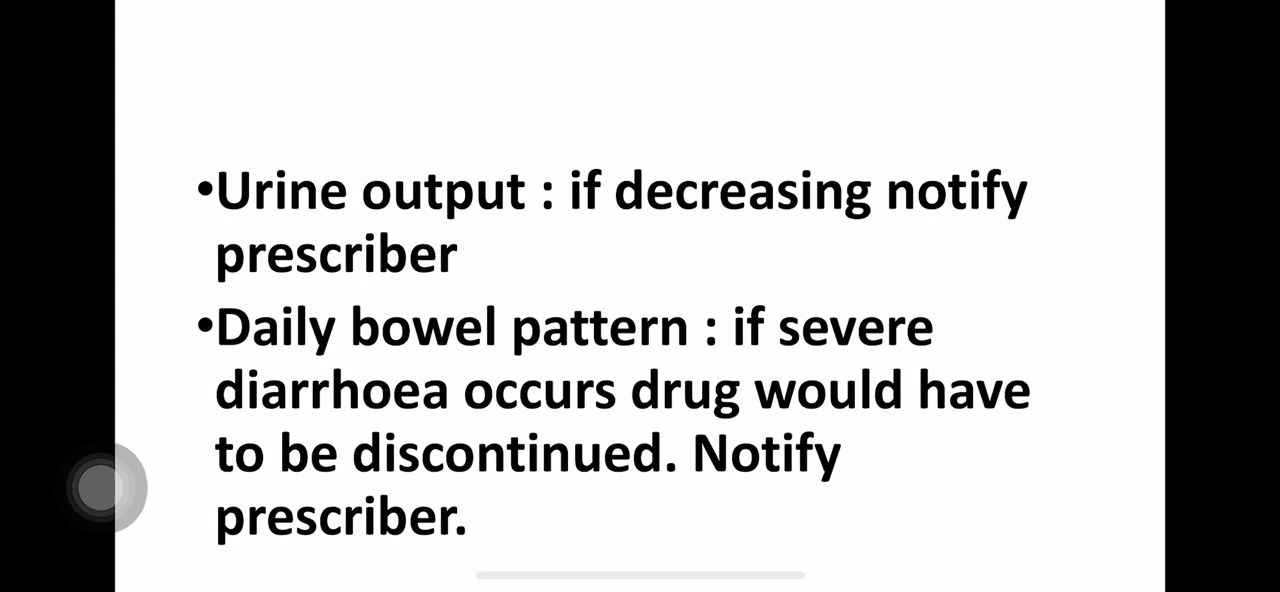 •Urine output : if decreasing notify
prescriber
•Daily bowel pattern : if severe
diarrhoea occurs drug would have
to be discontinued. Notify
prescriber.